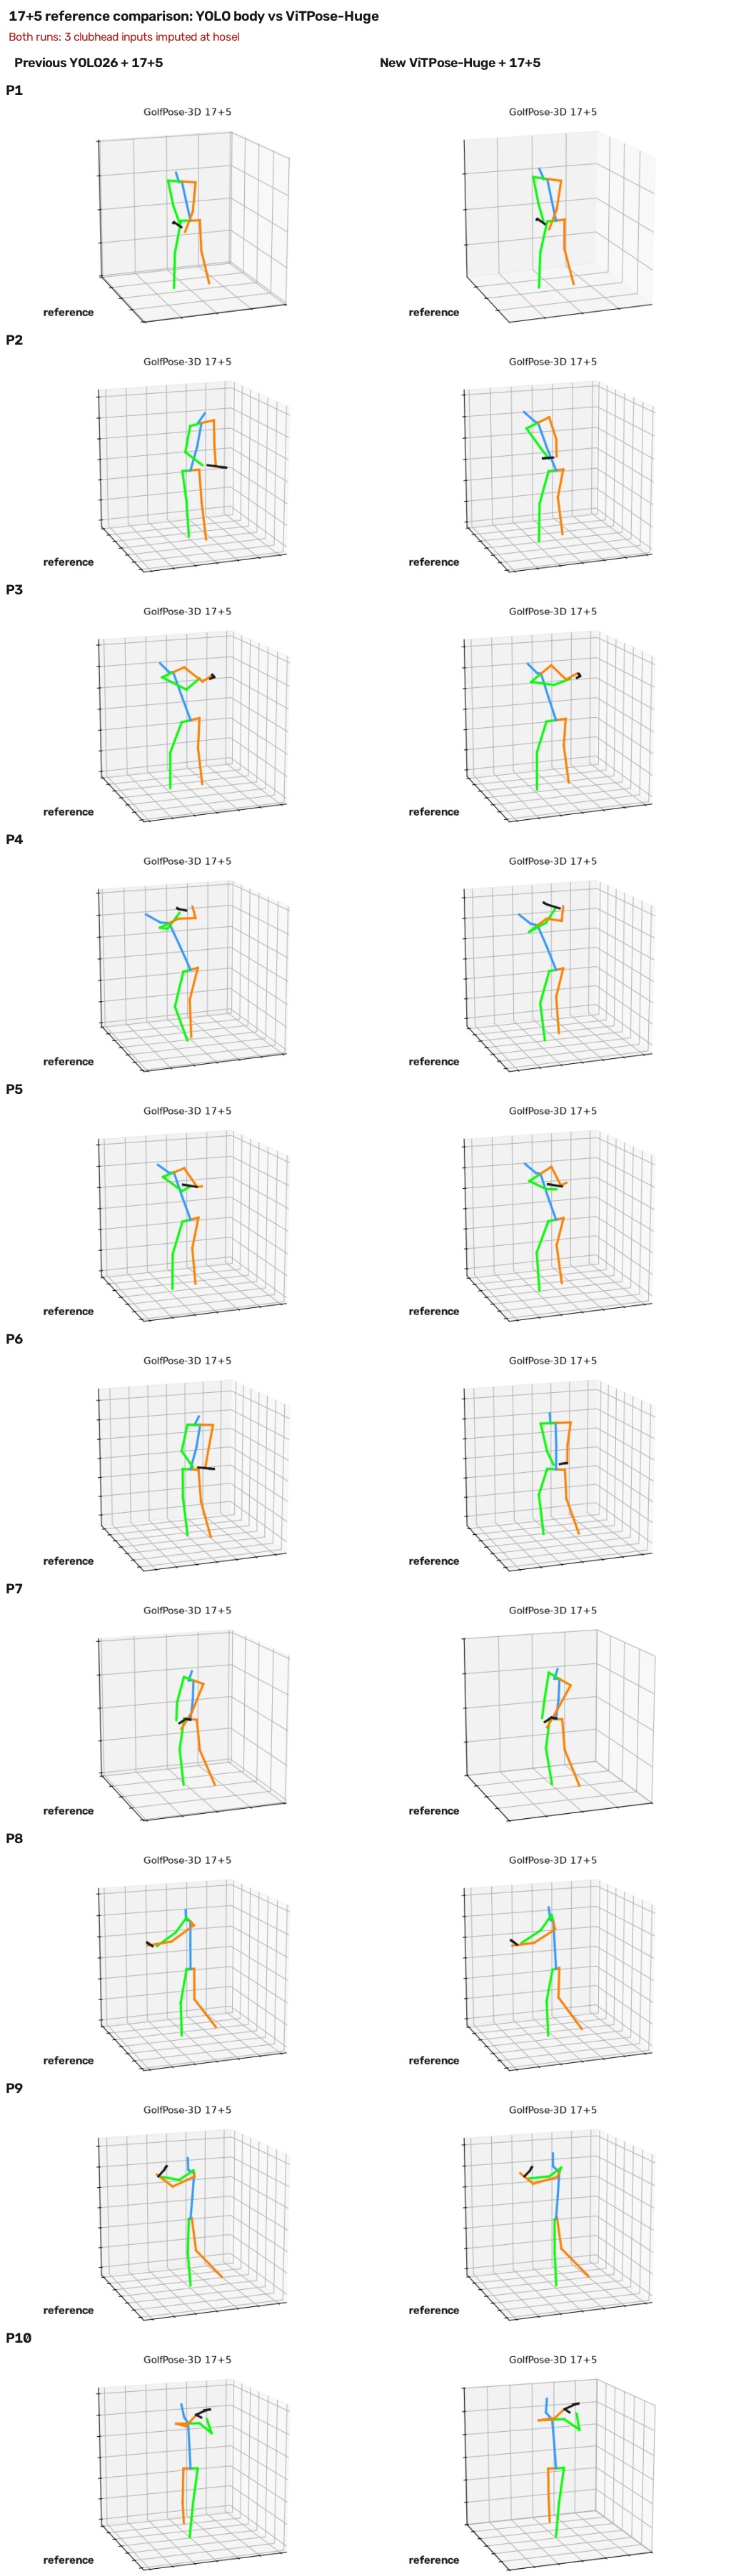 17+5 reference comparison: YOLO body vs ViTPose-Huge
Both runs: 3 clubhead inputs imputed at hosel
Previous YOLO26 + 17+5
New ViTPose-Huge + 17+5
P1
GolfPose-3D 17+5
GolfPose-3D 17+5
reference
reference
P2
GolfPose-3D 17+5
GolfPose-3D 17+5
reference
reference
P3
GolfPose-3D 17+5
GolfPose-3D 17+5
reference
reference
P4
GolfPose-3D 17+5
GolfPose-3D 17+5
reference
reference
P5
GolfPose-3D 17+5
GolfPose-3D 17+5
reference
reference
P6
GolfPose-3D 17+5
GolfPose-3D 17+5
reference
reference
P7
GolfPose-3D 17+5
GolfPose-3D 17+5
reference
reference
P8
GolfPose-3D 17+5
GolfPose-3D 17+5
reference
reference
P9
GolfPose-3D 17+5
GolfPose-3D 17+5
reference
reference
P10
GolfPose-3D 17+5
GolfPose-3D 17+5
reference
reference